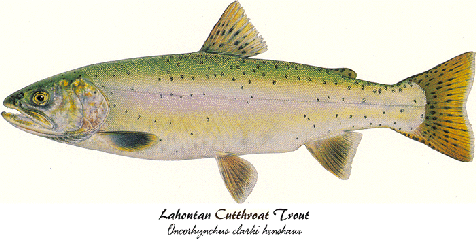 Lahontan Cutthroat Trout
Oncorhynchus clarki henshawi